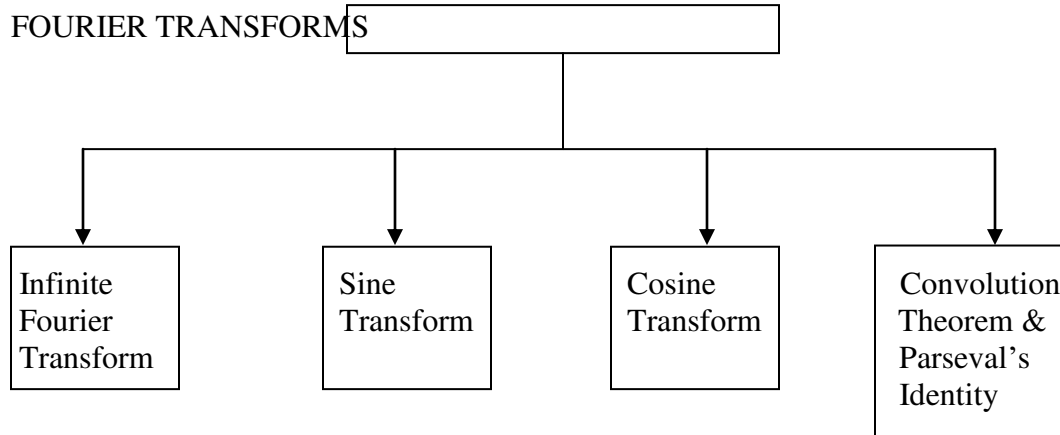 FOURIER TRANSFORMS
Infinite
Fourier
Transform
Sine
Transform
Cosine
Transform
Convolution
Theorem &
Parseval’s
Identity